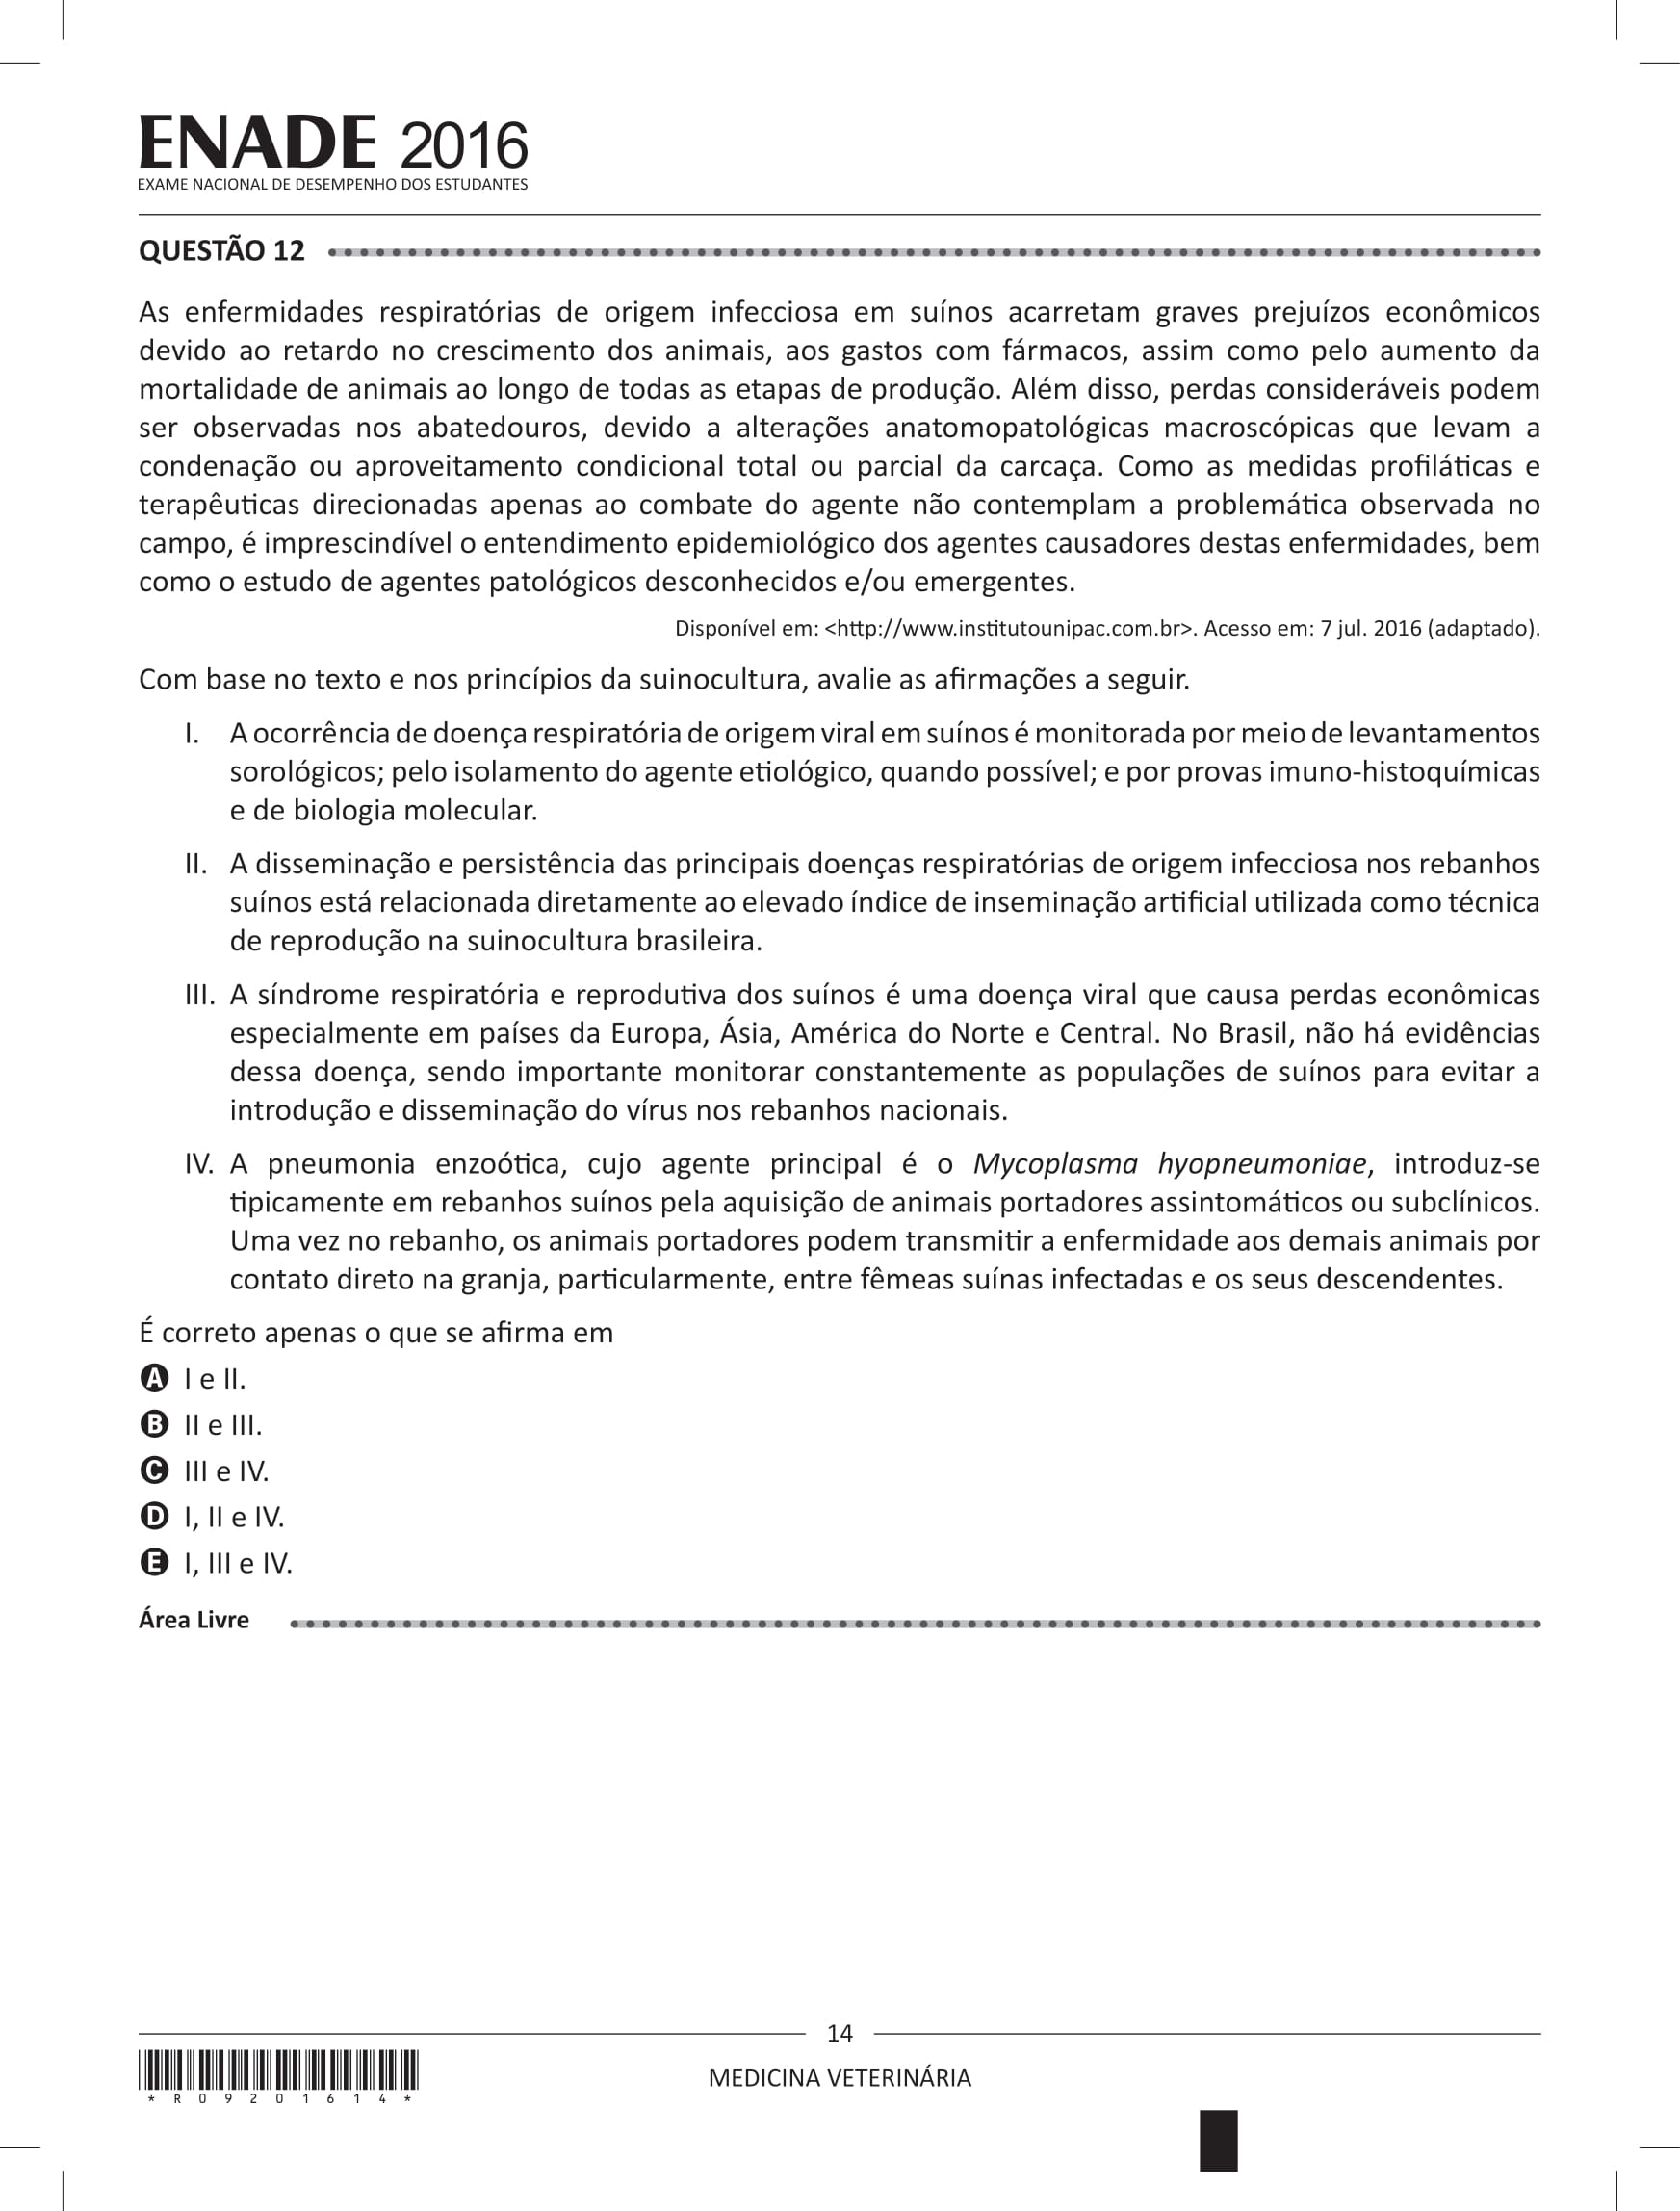 ENADE 2016
EXAME NACIONAL DE DESEMPENHO DOS ESTUDANTES
QUESTÃO 12
As enfermidades respiratórias de origem infecciosa em suínos acarretam graves prejuízos econômicos
devido ao retardo no crescimento dos animais, aos gastos com fármacos, assim como pelo aumento da
mortalidade de animais ao longo de todas as etapas de produção. Além disso, perdas consideráveis podem
ser observadas nos abatedouros, devido a alterações anatomopatológicas macroscópicas que levam a
condenação ou aproveitamento condicional total ou parcial da carcaça. Como as medidas profiláticas e
terapêuticas direcionadas apenas ao combate do agente não contemplam a problemática observada no
campo, é imprescindível o entendimento epidemiológico dos agentes causadores destas enfermidades, bem
como o estudo de agentes patológicos desconhecidos e/ou emergentes.
Disponível em: <http://www.institutounipac.com.br>. Acesso em: 7 jul. 2016 (adaptado).
Com base no texto e nos princípios da suinocultura, avalie as afirmações a seguir.
I. A ocorrência de doença respiratória de origem viral em suínos é monitorada por meio de levantamentos
sorológicos; pelo isolamento do agente etiológico, quando possível; e por provas imuno-histoquímicas
e de biologia molecular.
II. A disseminação e persistência das principais doenças respiratórias de origem infecciosa nos rebanhos
suínos está relacionada diretamente ao elevado índice de inseminação artificial utilizada como técnica
de reprodução na suinocultura brasileira.
III. A síndrome respiratória e reprodutiva dos suínos é uma doença viral que causa perdas econômicas
especialmente em países da Europa, Ásia, América do Norte e Central. No Brasil, não há evidências
dessa doença, sendo importante monitorar constantemente as populações de suínos para evitar a
introdução e disseminação do vírus nos rebanhos nacionais.
IV. A pneumonia enzoótica, cujo agente principal é o Mycoplasma hyopneumoniae, introduz-se
tipicamente em rebanhos suínos pela aquisição de animais portadores assintomáticos ou subclínicos.
Uma vez no rebanho, os animais portadores podem transmitir a enfermidade aos demais animais por
contato direto na granja, particularmente, entre fêmeas suínas infectadas e os seus descendentes.
É correto apenas o que se afirma em
A I e II.
B II e III.
C III e IV.
D I, II e IV.
E I, III e IV.
Área Livre
14
MEDICINA VETERINÁRIA
* R 0 9 2 0 1 6 1 4 *